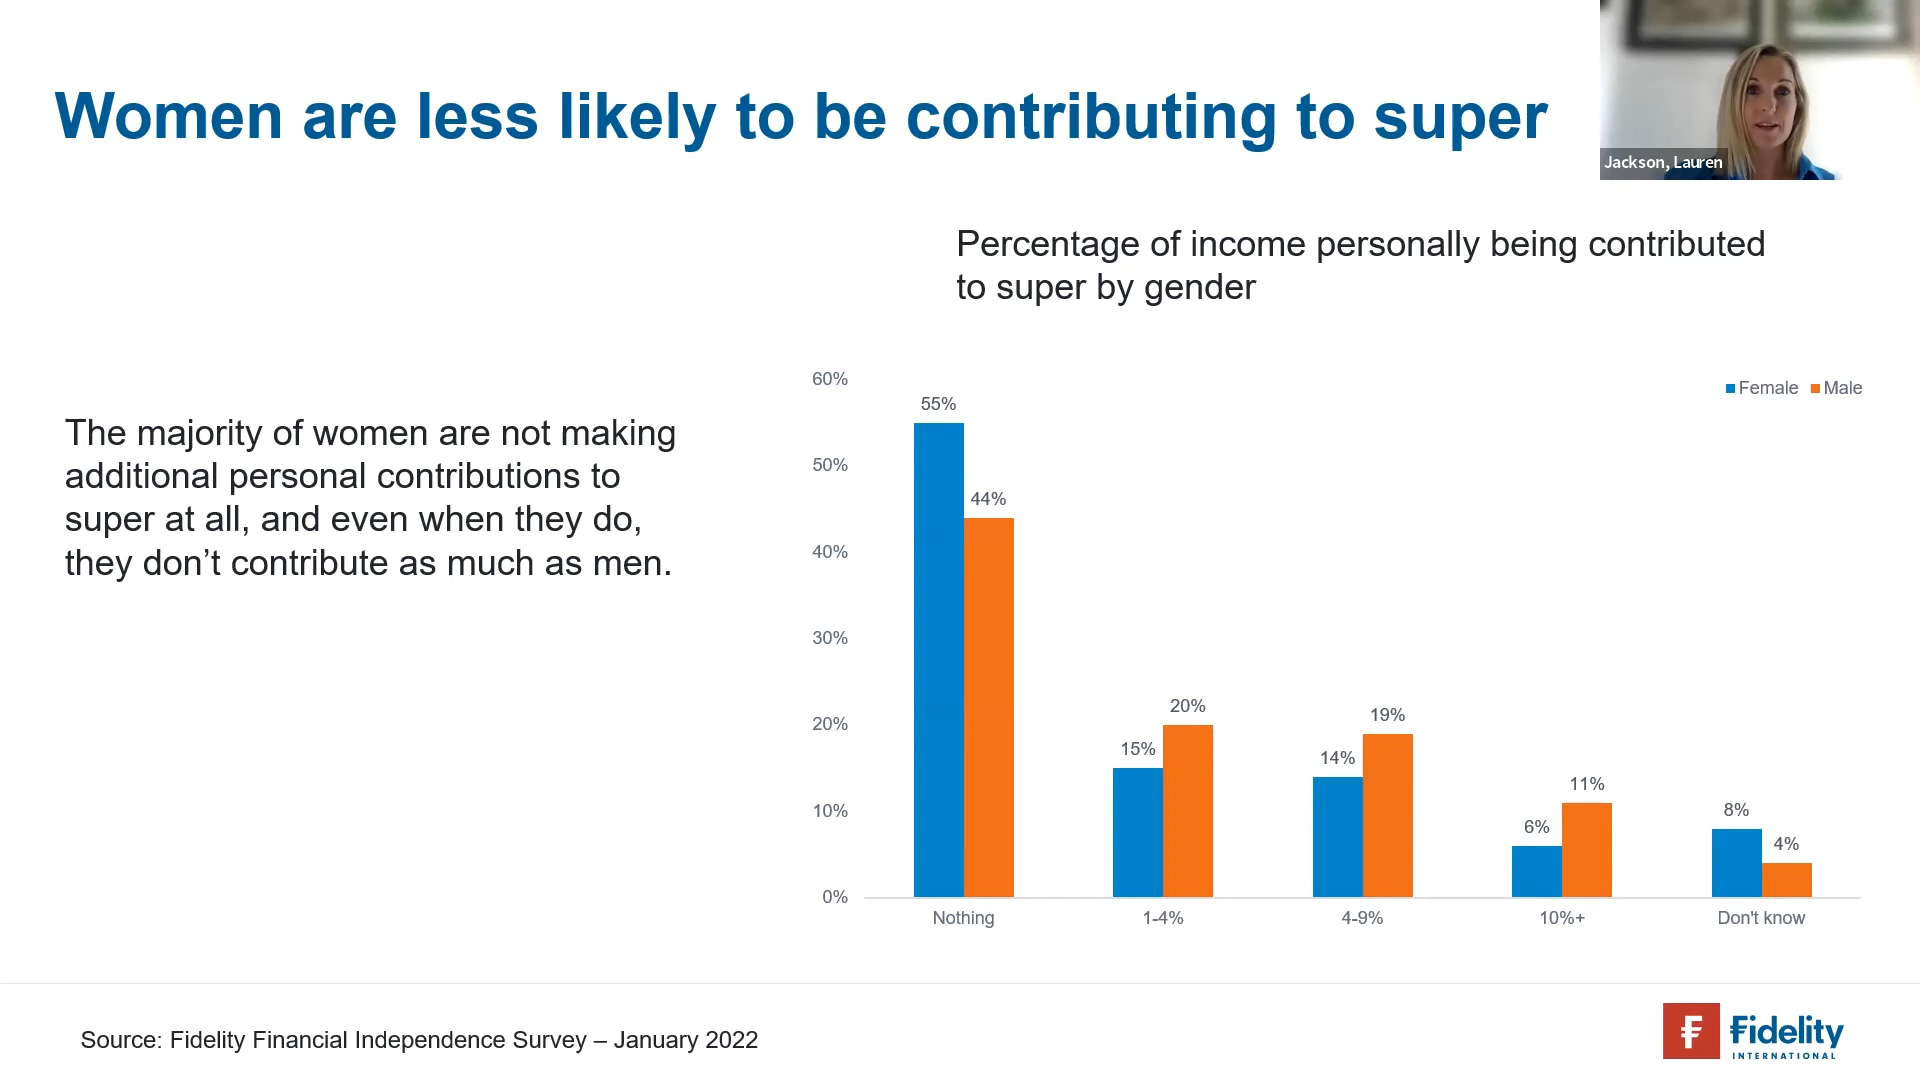 Women are less likely to be contributing to super
Jackson, Lauren
Percentage of income personally being contributed
to super by gender
The majority of women are not making
additional personal contributions to
super at all, and even when they do,
they don’t contribute as much as men.
Female Male
60%
50%
40%
30%
20%
10%
0%
55%
44%
15%
20%
14%
19%
6%
11%
8%
4%
Nothing 1-4% 4-9% 10%+ Don't know
Source: Fidelity Financial Independence Survey – January 2022
F Fidelity
INTERNATIONAL